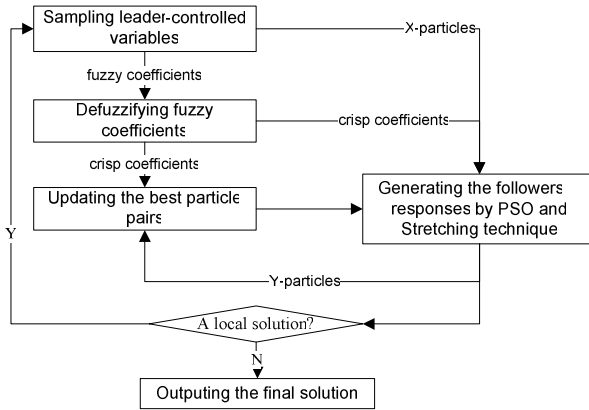 Sampling leader-controlled
variables
X-particles
fuzzy coefficients
Defuzzifying fuzzy
coefficients
crisp coefficients
crisp coefficients
Updating the best particle
pairs
Generating the followers
responses by PSO and
Stretching technique
Y
Y-particles
A local solution?
N
Outputing the final solution